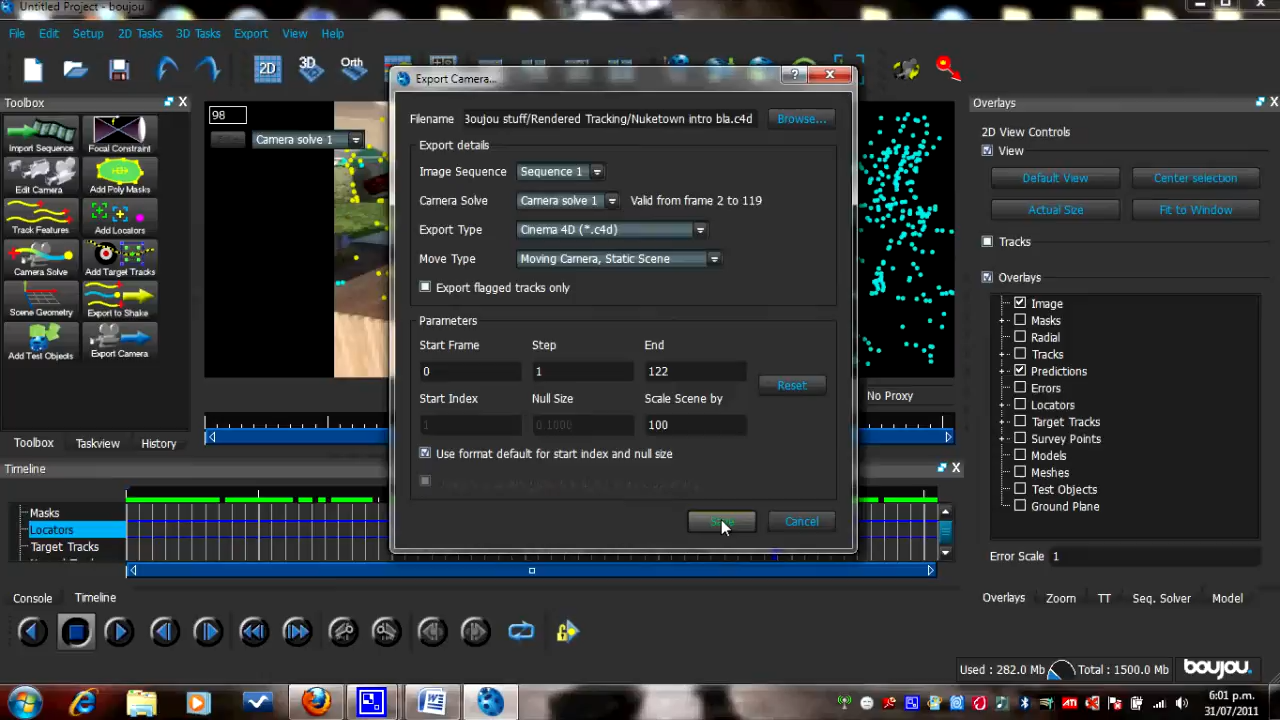 Untitled Project - boujou
File Edit Setup 2D Tasks 3D Tasks Export View Help
2D 3D Orth
Toolbox
Import Sequence Focal Constraint
Edit Camera Add Poly Masks
Track Features Add Locators
Camera Solve Add Target Tracks
Scene Geometry Export to Shake
Add Test Objects Export Camera
Toolbox Taskview History
98
Camera solve 1
Export Camera...
Filename Boujou stuff/Rendered Tracking/Nuketown intro bla.c4d Browse...
Export details
Image Sequence Sequence 1
Camera Solve Camera solve 1 Valid from frame 2 to 119
Export Type Cinema 4D (*.c4d)
Move Type Moving Camera, Static Scene
Export flagged tracks only
Parameters
Start Frame Step End
0 1 122
Reset
Start Index Null Size Scale Scene by
1 0.1000 100
Use format default for start index and null size
Save Cancel
No Proxy
Overlays
2D View Controls
View
Default View Center selection
Actual Size Fit to Window
Tracks
Overlays
Image
Masks
Radial
Tracks
Predictions
Errors
Locators
Target Tracks
Survey Points
Models
Meshes
Test Objects
Ground Plane
Error Scale 1
Overlays Zoom TT Seq. Solver Model
Timeline
Masks
Locators
Target Tracks
Console Timeline
Used : 282.0 Mb Total : 1500.0 Mb boujou.
6:01 p.m.
31/07/2011